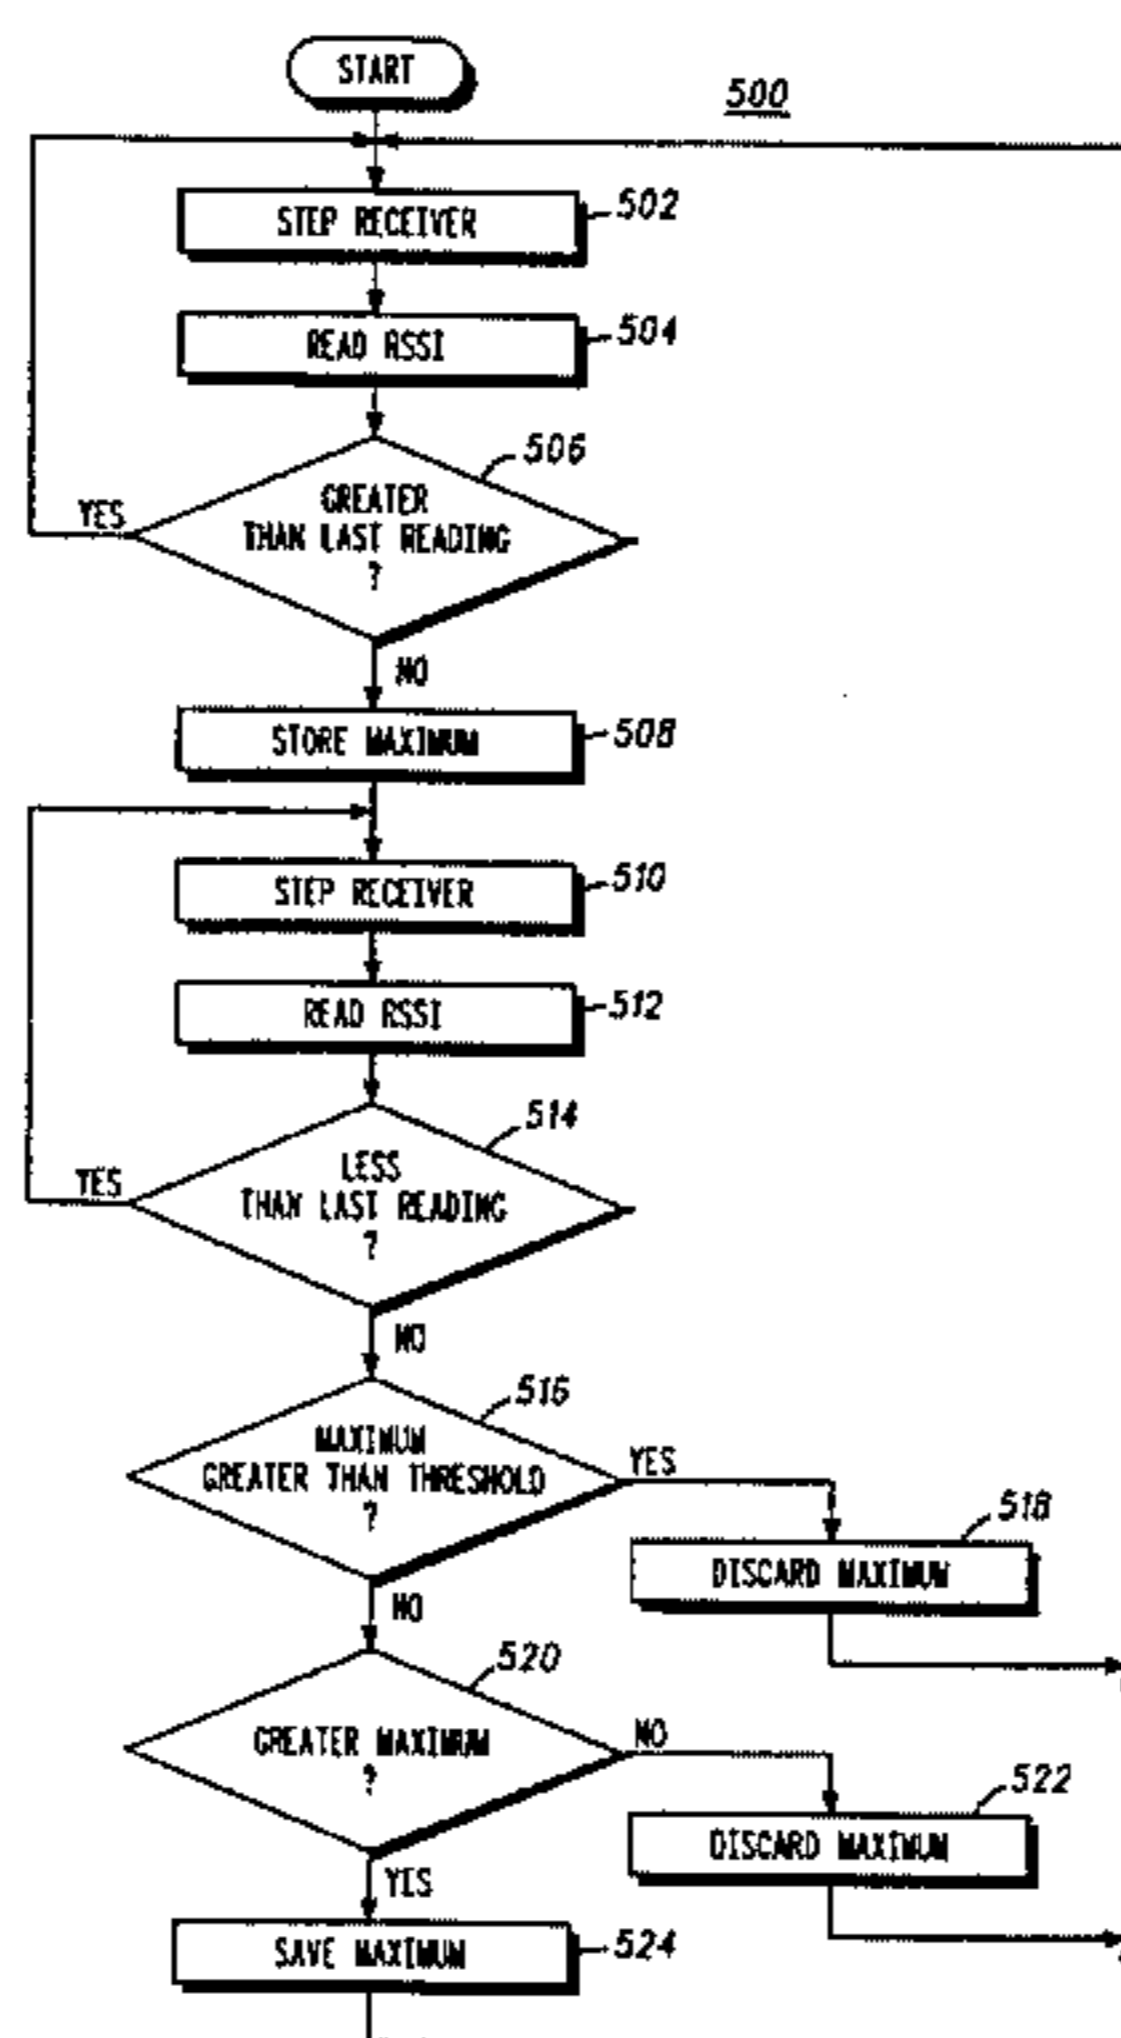 START
500
STEP RECEIVER
502
READ RSSI
504
506
GREATER
THAN LAST READING
?
YES
NO
STORE MAXIMUM
508
STEP RECEIVER
510
READ RSSI
512
514
LESS
THAN LAST READING
?
YES
NO
516
MAXIMUM
GREATER THAN THRESHOLD
?
YES
518
DISCARD MAXIMUM
NO
520
GREATER MAXIMUM
?
NO
522
DISCARD MAXIMUM
YES
SAVE MAXIMUM
524